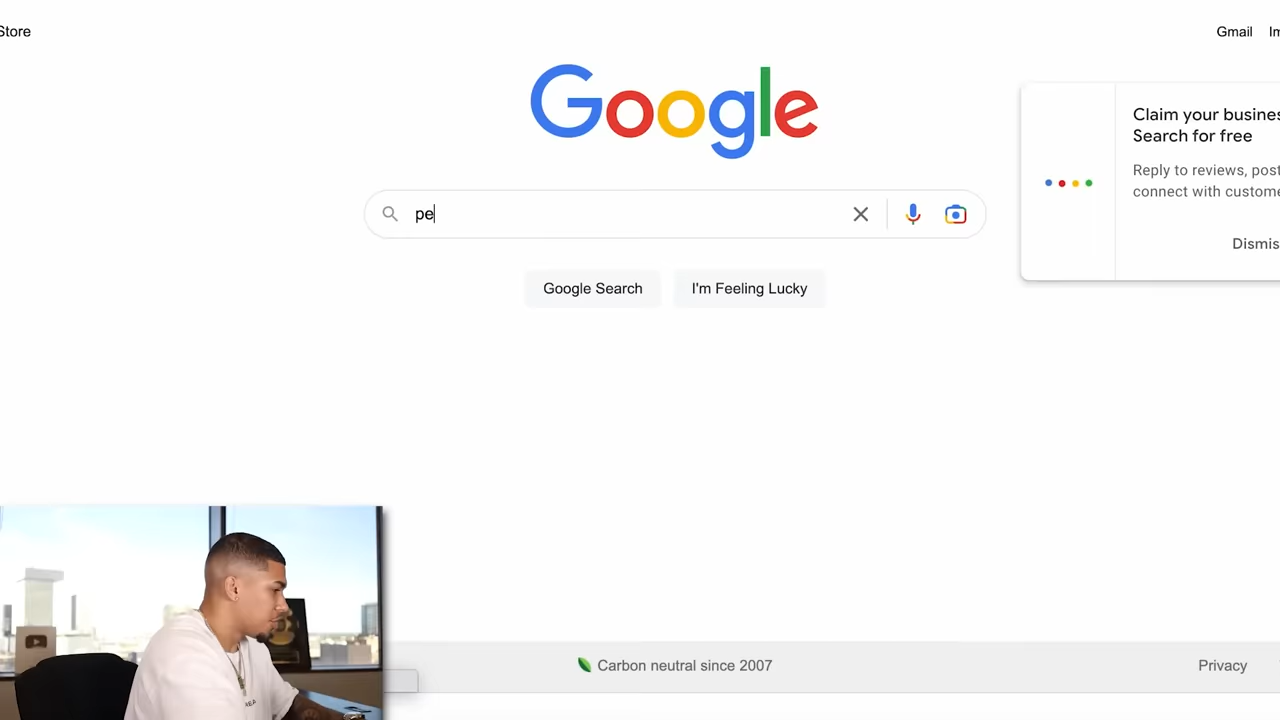 Store
Gmail
Google
pe
Claim your busines
Search for free
Reply to reviews, post
connect with custome
Dismis
Google Search
I'm Feeling Lucky
Carbon neutral since 2007
Privacy